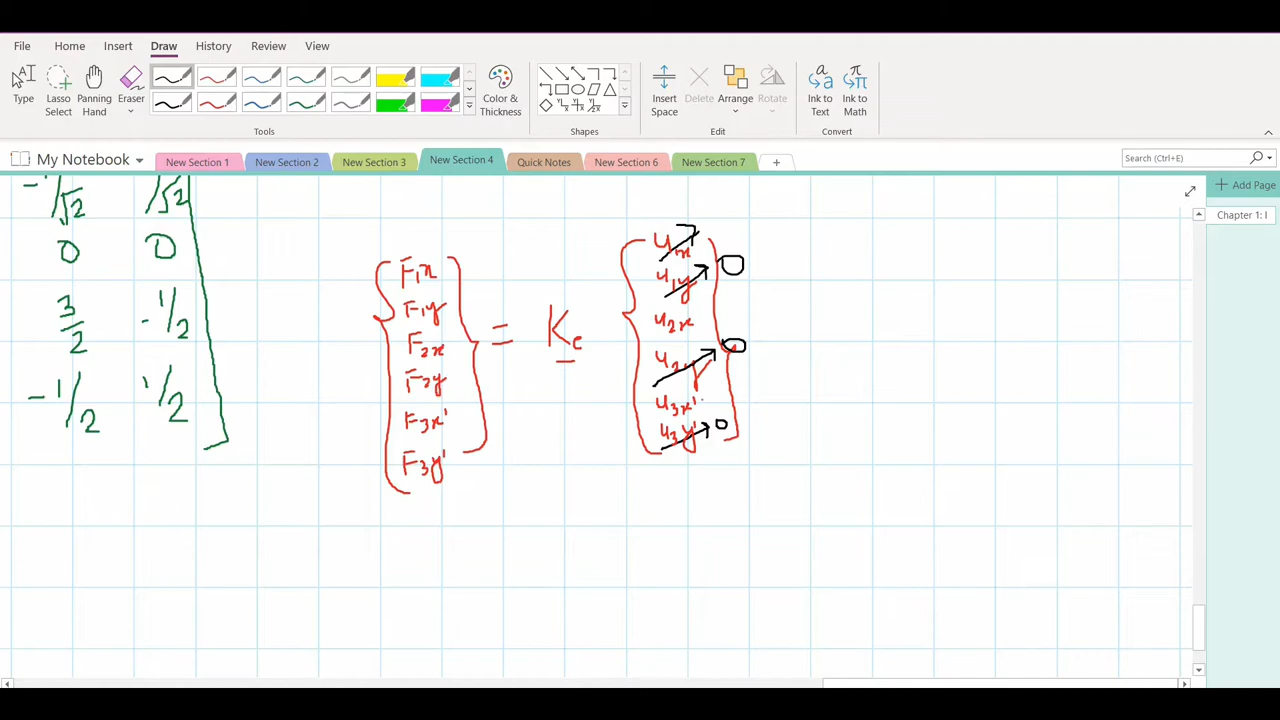 File Home Insert Draw History Review View
Type Lasso Select Panning Hand Eraser Color & Thickness Insert Space Delete Arrange Rotate Ink to Text Ink to Math
Tools Shapes Edit Convert
My Notebook New Section 1 New Section 2 New Section 3 New Section 4 Quick Notes New Section 6 New Section 7 Search (Ctrl+E)
Add Page
Chapter 1: I
-1/√2 1/√2
0 0
3/2 -1/2
-1/2 1/2
F1x
F1y
F2x
F2y
F3x'
F3y'
= Ke
u1x
u1y 0
u2x
u2y 0
u3x'
u3y' 0